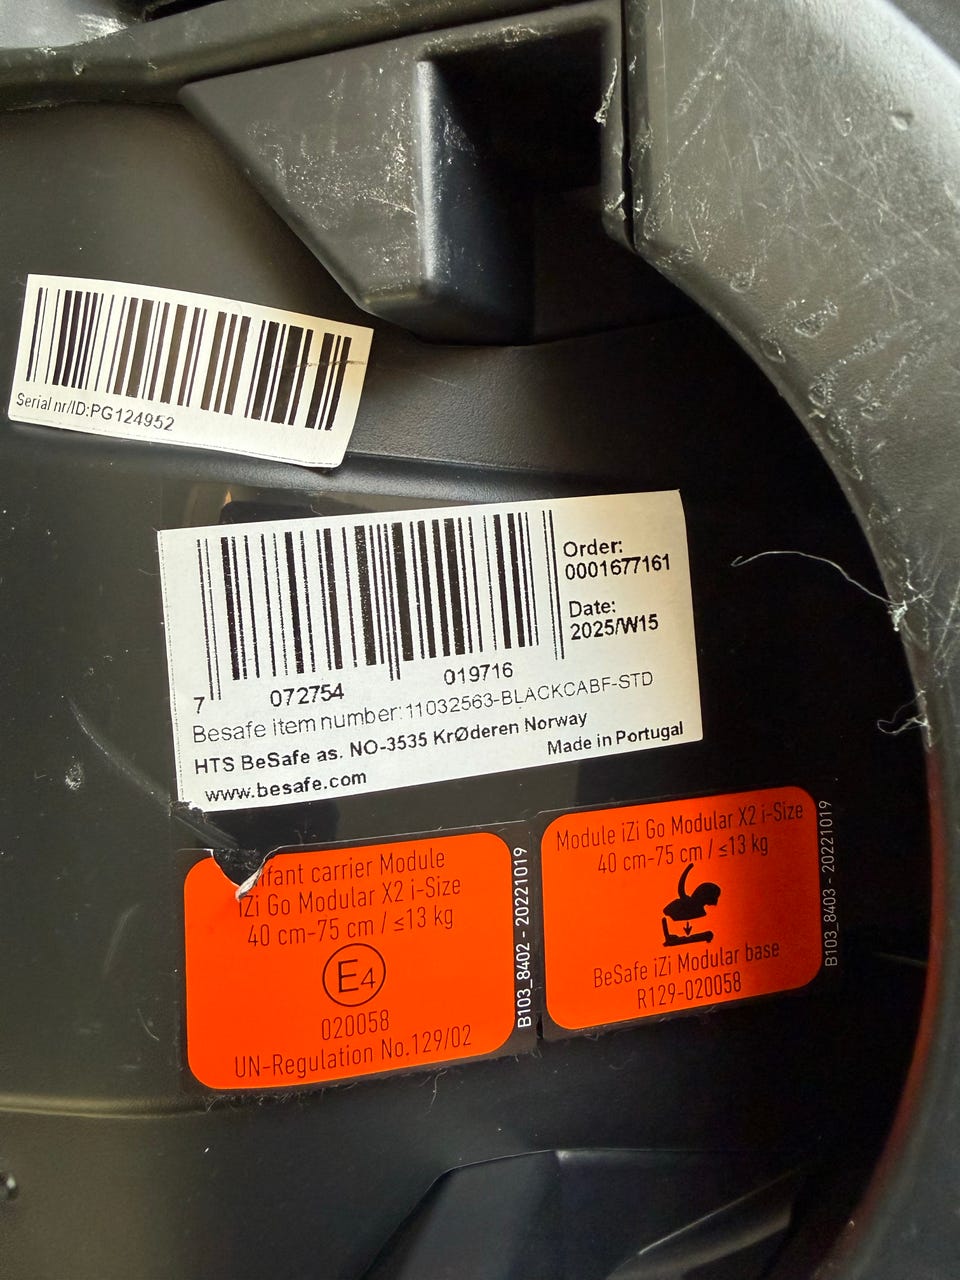 Serial nr/ID:PG124952
Order:
0001677161
Date:
2025/W15
7 072754 019716
Besafe item number:11032563-BLACKCABF-STD
HTS BeSafe as. NO-3535 KrØderen Norway
www.besafe.com
Made in Portugal
nfant carrier Module
iZi Go Modular X2 i-Size
40 cm-75 cm / ≤13 kg
E4
020058
UN-Regulation No.129/02
B103_8402 - 20221019
Module iZi Go Modular X2 i-Size
40 cm-75 cm / ≤13 kg
BeSafe iZi Modular base
R129-020058
B103_8403 - 20221019